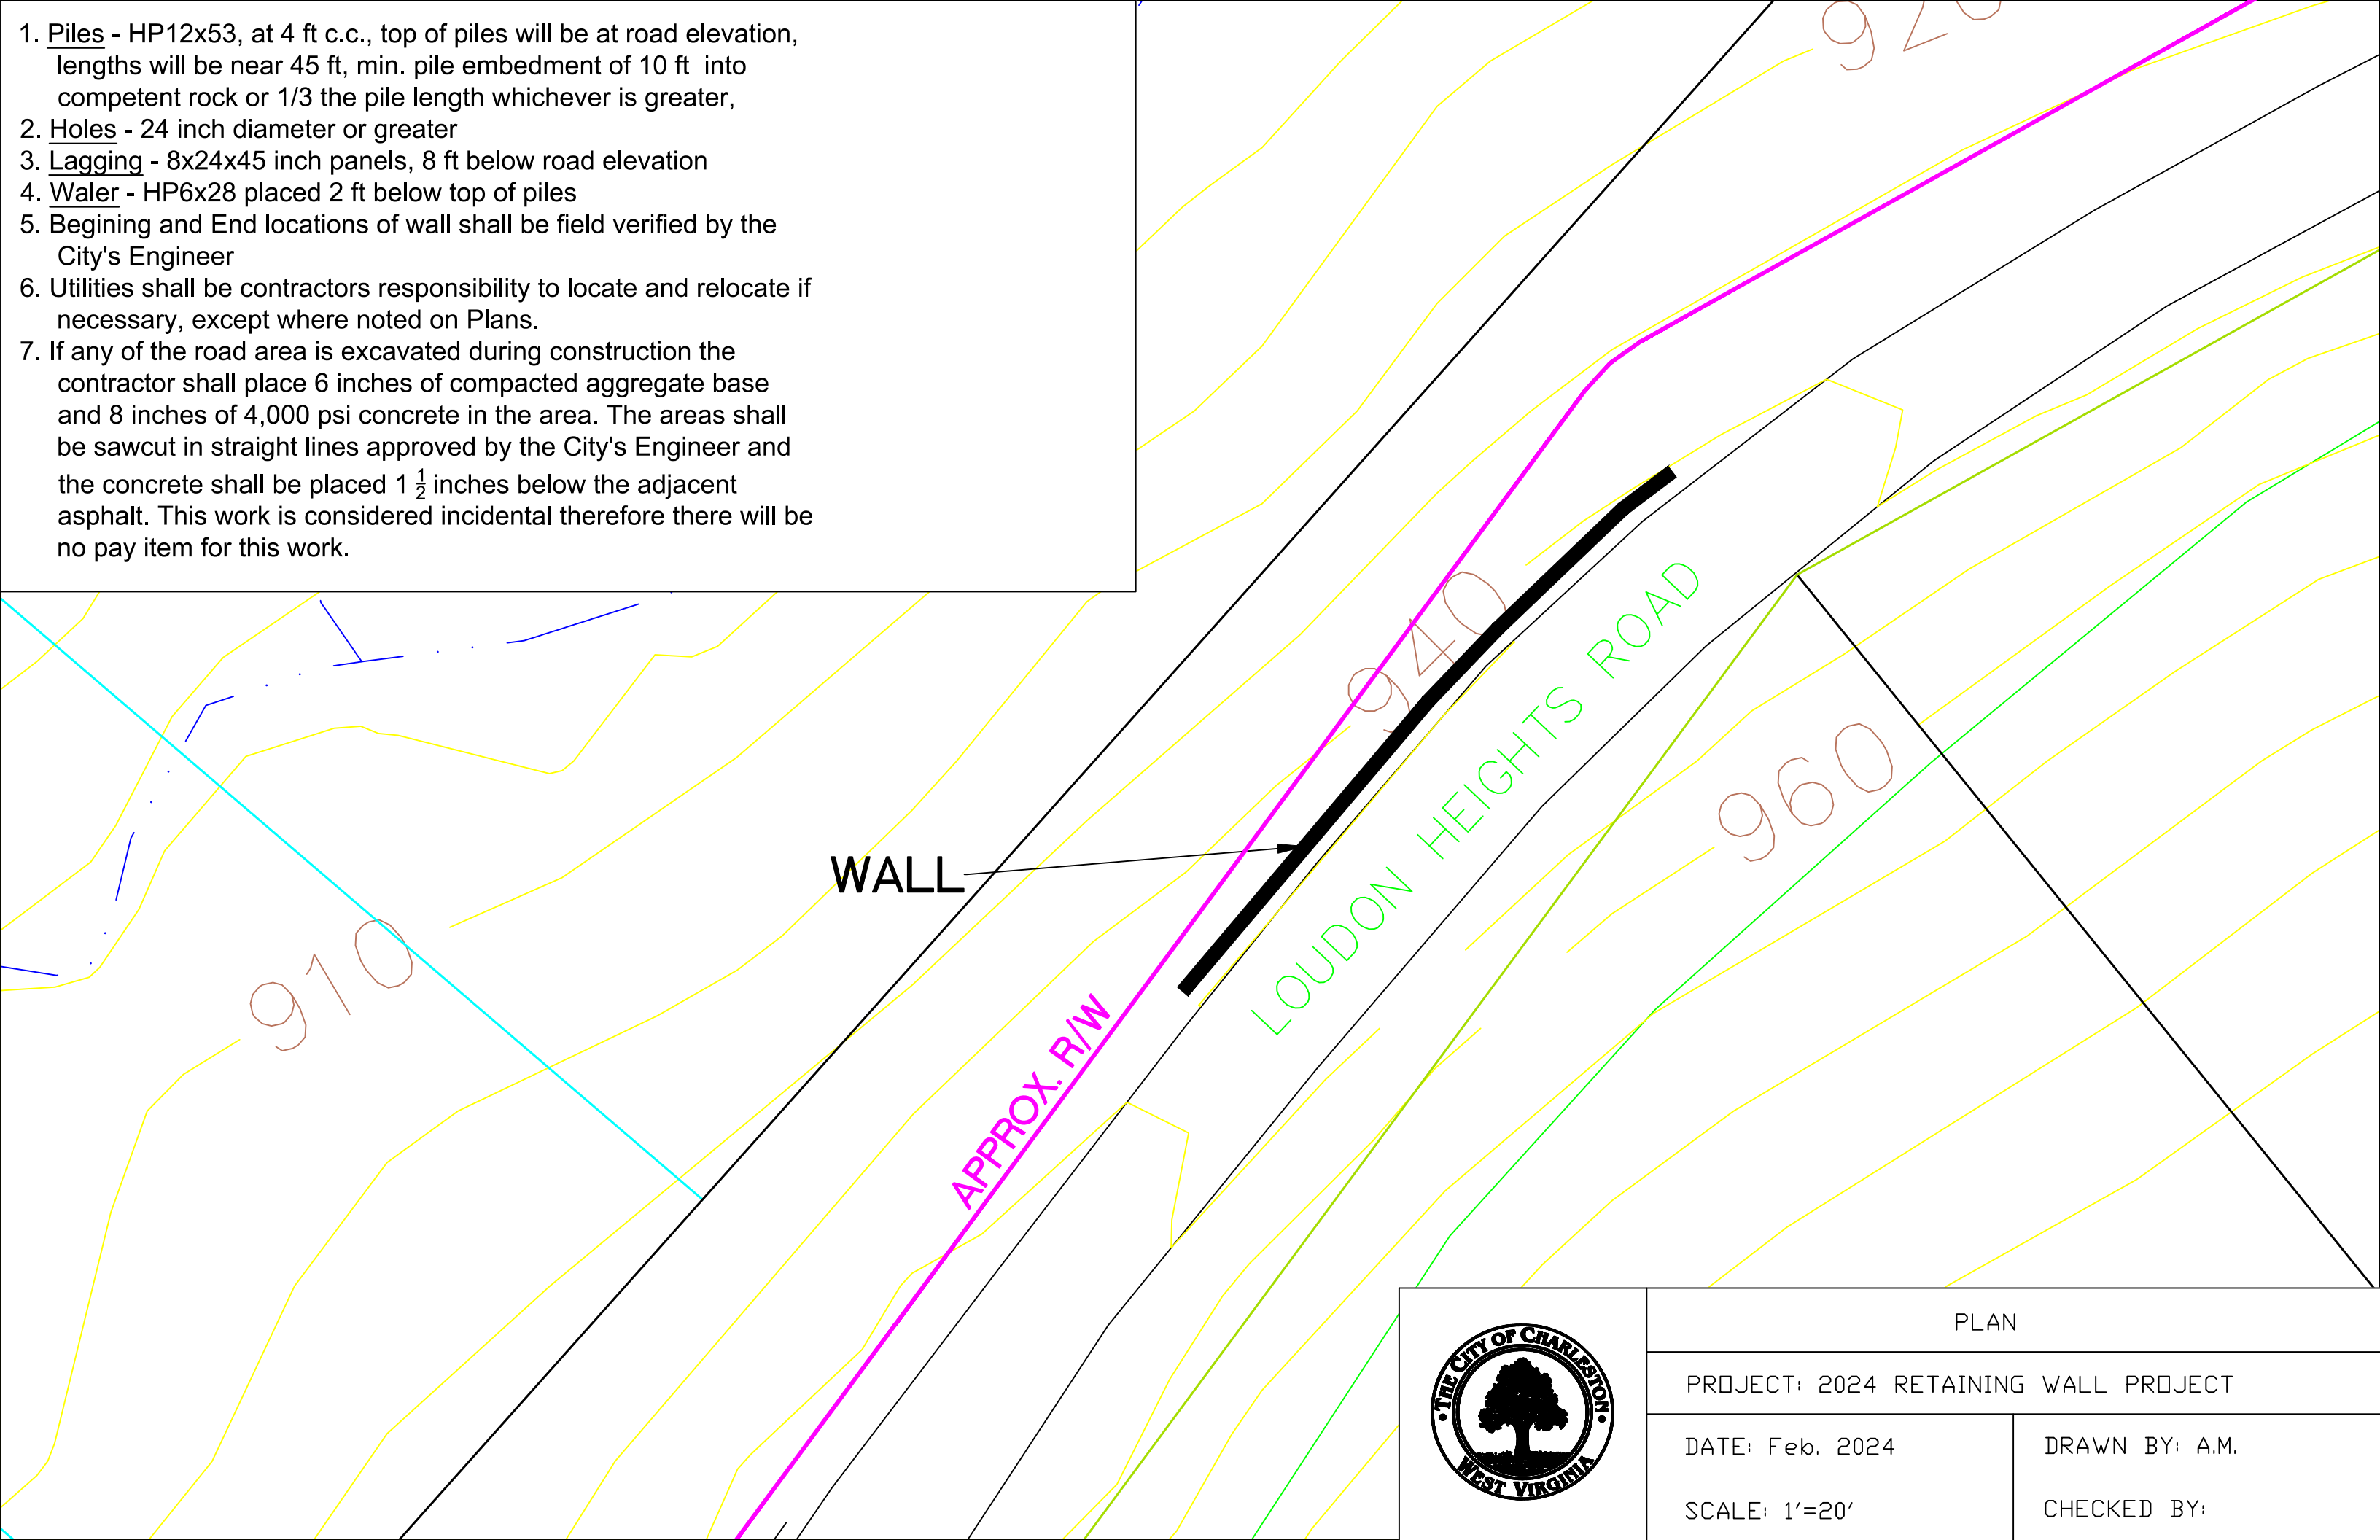 1. Piles - HP12x53, at 4 ft c.c., top of piles will be at road elevation,
lengths will be near 45 ft, min. pile embedment of 10 ft into
competent rock or 1/3 the pile length whichever is greater,
2. Holes - 24 inch diameter or greater
3. Lagging - 8x24x45 inch panels, 8 ft below road elevation
4. Waler - HP6x28 placed 2 ft below top of piles
5. Begining and End locations of wall shall be field verified by the
City's Engineer
6. Utilities shall be contractors responsibility to locate and relocate if
necessary, except where noted on Plans.
7. If any of the road area is excavated during construction the
contractor shall place 6 inches of compacted aggregate base
and 8 inches of 4,000 psi concrete in the area. The areas shall
be sawcut in straight lines approved by the City's Engineer and
the concrete shall be placed 1 1/2 inches below the adjacent
asphalt. This work is considered incidental therefore there will be
no pay item for this work.
920
940
960
910
WALL
LOUDON HEIGHTS ROAD
APPROX. R/W
THE CITY OF CHARLESTON
WEST VIRGINIA
PLAN
PROJECT: 2024 RETAINING WALL PROJECT
DATE: Feb. 2024
DRAWN BY: A.M.
SCALE: 1'=20'
CHECKED BY: